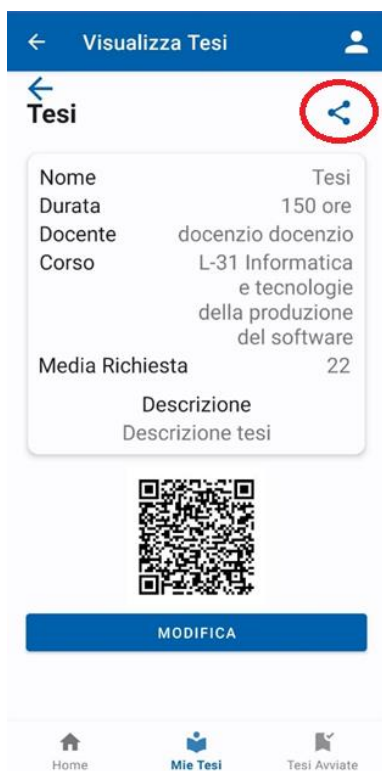 Visualizza Tesi
Tesi
Nome Tesi
Durata 150 ore
Docente docenzio docenzio
Corso L-31 Informatica
e tecnologie
della produzione
del software
Media Richiesta 22
Descrizione
Descrizione tesi
MODIFICA
Home Mie Tesi Tesi Avviate